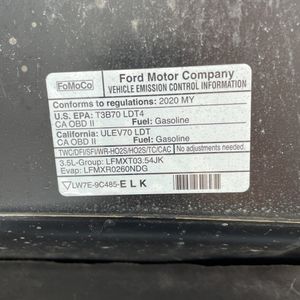 FoMoCo
Ford Motor Company
VEHICLE EMISSION CONTROL INFORMATION
Conforms to regulations: 2020 MY
U.S. EPA: T3B70 LDT4
CA OBD II Fuel: Gasoline
California: ULEV70 LDT
CA OBD II Fuel: Gasoline
TWC/DFI/SFI/WR-HO2S/HO2S/TC/CAC No adjustments needed.
3.5L-Group: LFMXT03.54JK
Evap: LFMXR0260NDG
LW7E-9C485-ELK